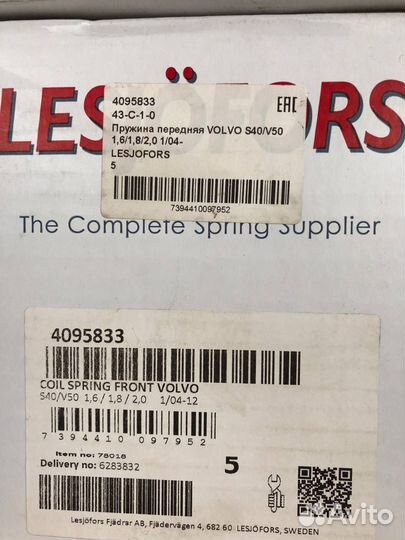 LESJÖFORS
4095833
43-C-1-0
Пружина передняя VOLVO S40/V50
1,6/1,8/2,0 1/04-
LESJOFORS
5
7394410097952
The Complete Spring Supplier
4095833
COIL SPRING FRONT VOLVO
S40/V50 1,6 / 1,8 / 2,0 1/04-12
7 394410 097952
Item no: 78018
Delivery no: 6283832
5
Lesjöfors Fjädrar AB, Fjädervägen 4, 682 60 LESJÖFORS, SWEDEN
Avito